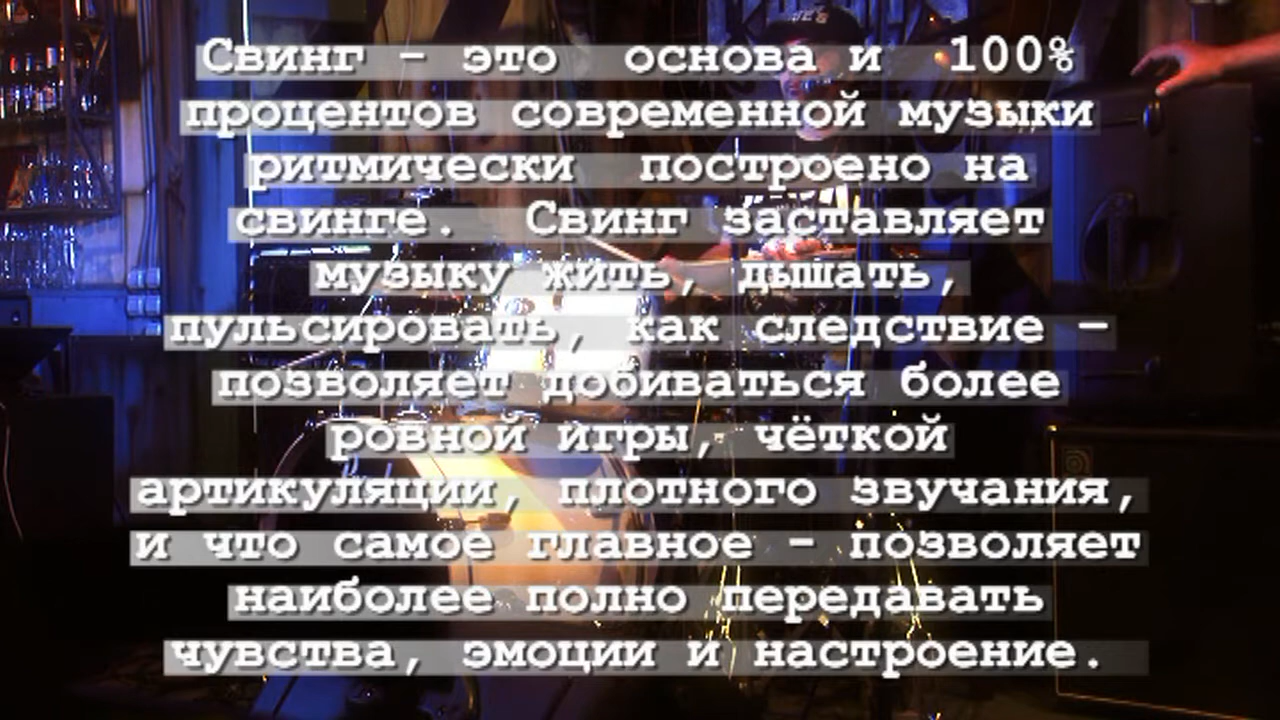 Свинг - это  основа и  100%
процентов современной музыки
ритмически  построено на
свинге.  Свинг заставляет
музыку жить, дышать,
пульсировать, как следствие –
позволяет добиваться более
ровной игры, чёткой
артикуляции, плотного звучания,
и что самое главное - позволяет
наиболее полно передавать
чувства, эмоции и настроение.